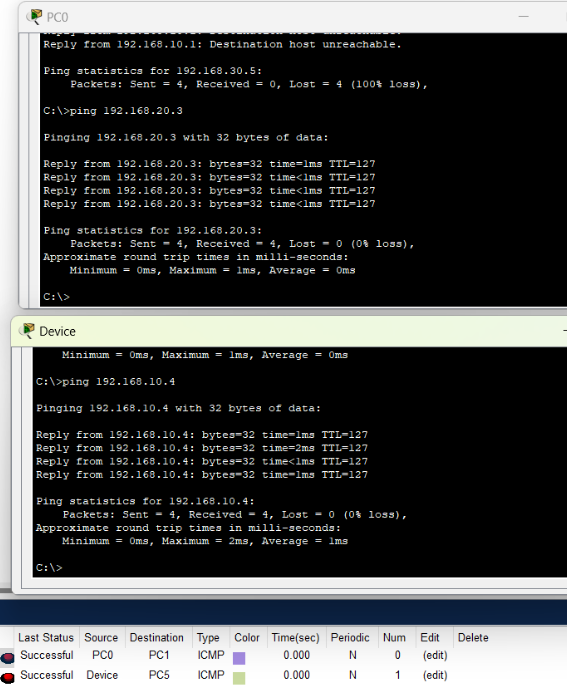 PC0
Reply from 192.168.10.1: Destination host unreachable.
Ping statistics for 192.168.30.5:
Packets: Sent = 4, Received = 0, Lost = 4 (100% loss),
C:\>ping 192.168.20.3
Pinging 192.168.20.3 with 32 bytes of data:
Reply from 192.168.20.3: bytes=32 time=1ms TTL=127
Reply from 192.168.20.3: bytes=32 time<1ms TTL=127
Reply from 192.168.20.3: bytes=32 time<1ms TTL=127
Reply from 192.168.20.3: bytes=32 time<1ms TTL=127
Ping statistics for 192.168.20.3:
Packets: Sent = 4, Received = 4, Lost = 0 (0% loss),
Approximate round trip times in milli-seconds:
Minimum = 0ms, Maximum = 1ms, Average = 0ms
C:\>
Device
Minimum = 0ms, Maximum = 1ms, Average = 0ms
C:\>ping 192.168.10.4
Pinging 192.168.10.4 with 32 bytes of data:
Reply from 192.168.10.4: bytes=32 time=1ms TTL=127
Reply from 192.168.10.4: bytes=32 time=2ms TTL=127
Reply from 192.168.10.4: bytes=32 time<1ms TTL=127
Reply from 192.168.10.4: bytes=32 time=1ms TTL=127
Ping statistics for 192.168.10.4:
Packets: Sent = 4, Received = 4, Lost = 0 (0% loss),
Approximate round trip times in milli-seconds:
Minimum = 0ms, Maximum = 2ms, Average = 1ms
C:\>
Last Status Source Destination Type Color Time(sec) Periodic Num Edit Delete
Successful PC0 PC1 ICMP 0.000 N 0 (edit)
Successful Device PC5 ICMP 0.000 N 1 (edit)